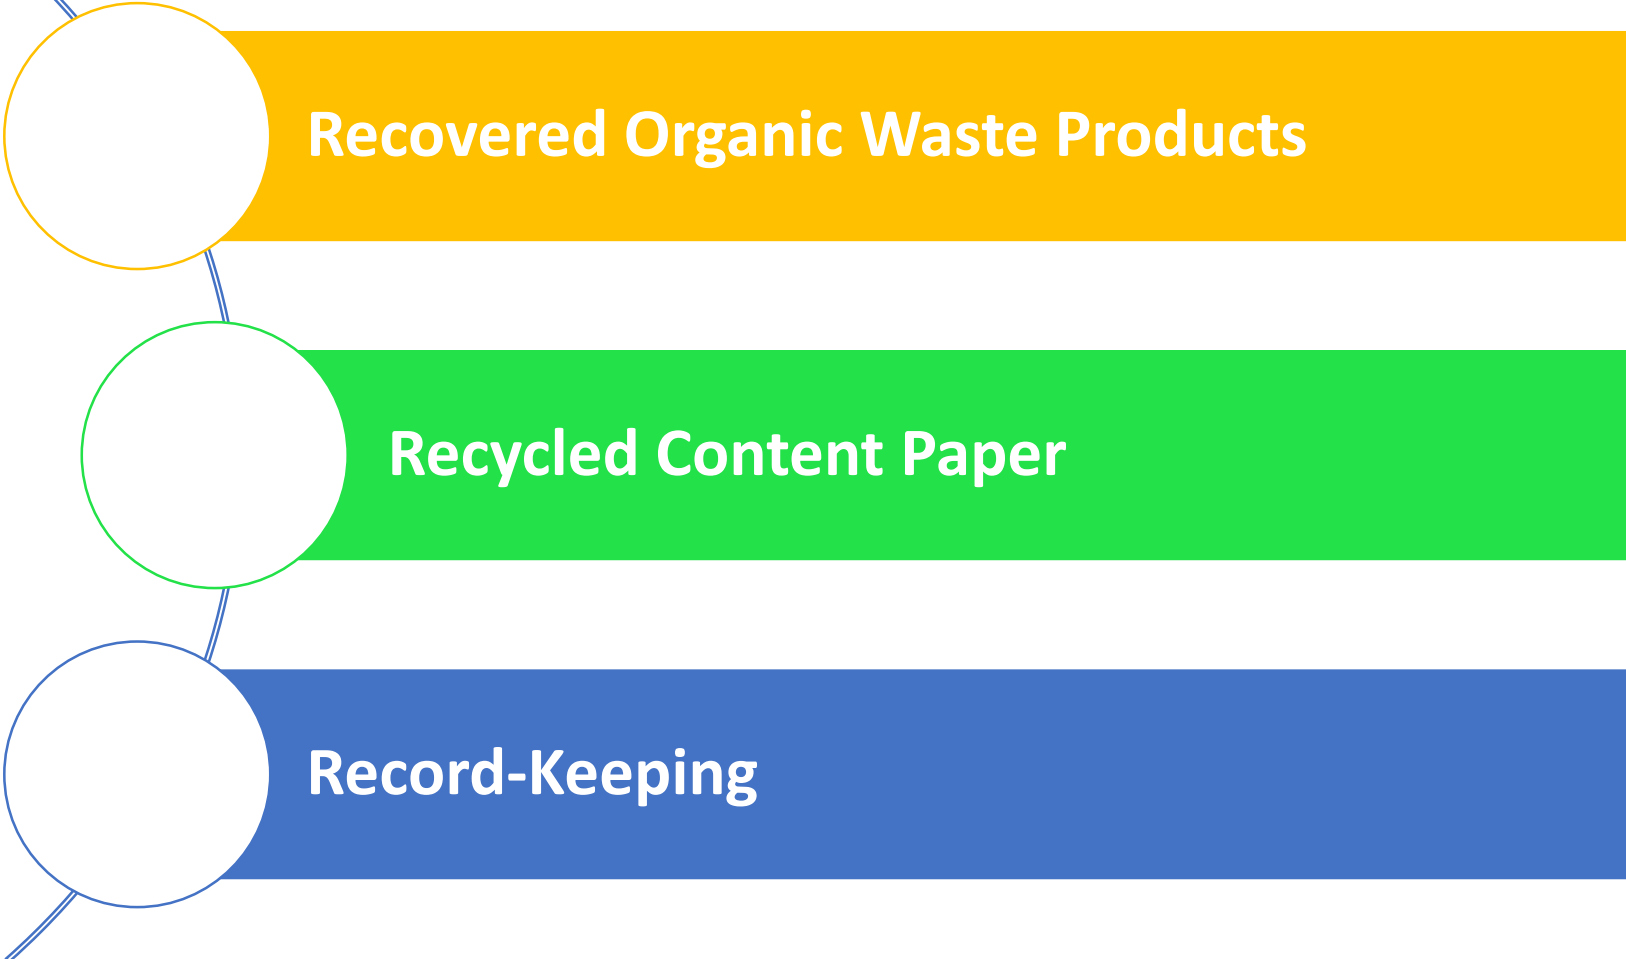 Recovered Organic Waste Products
Recycled Content Paper
Record-Keeping